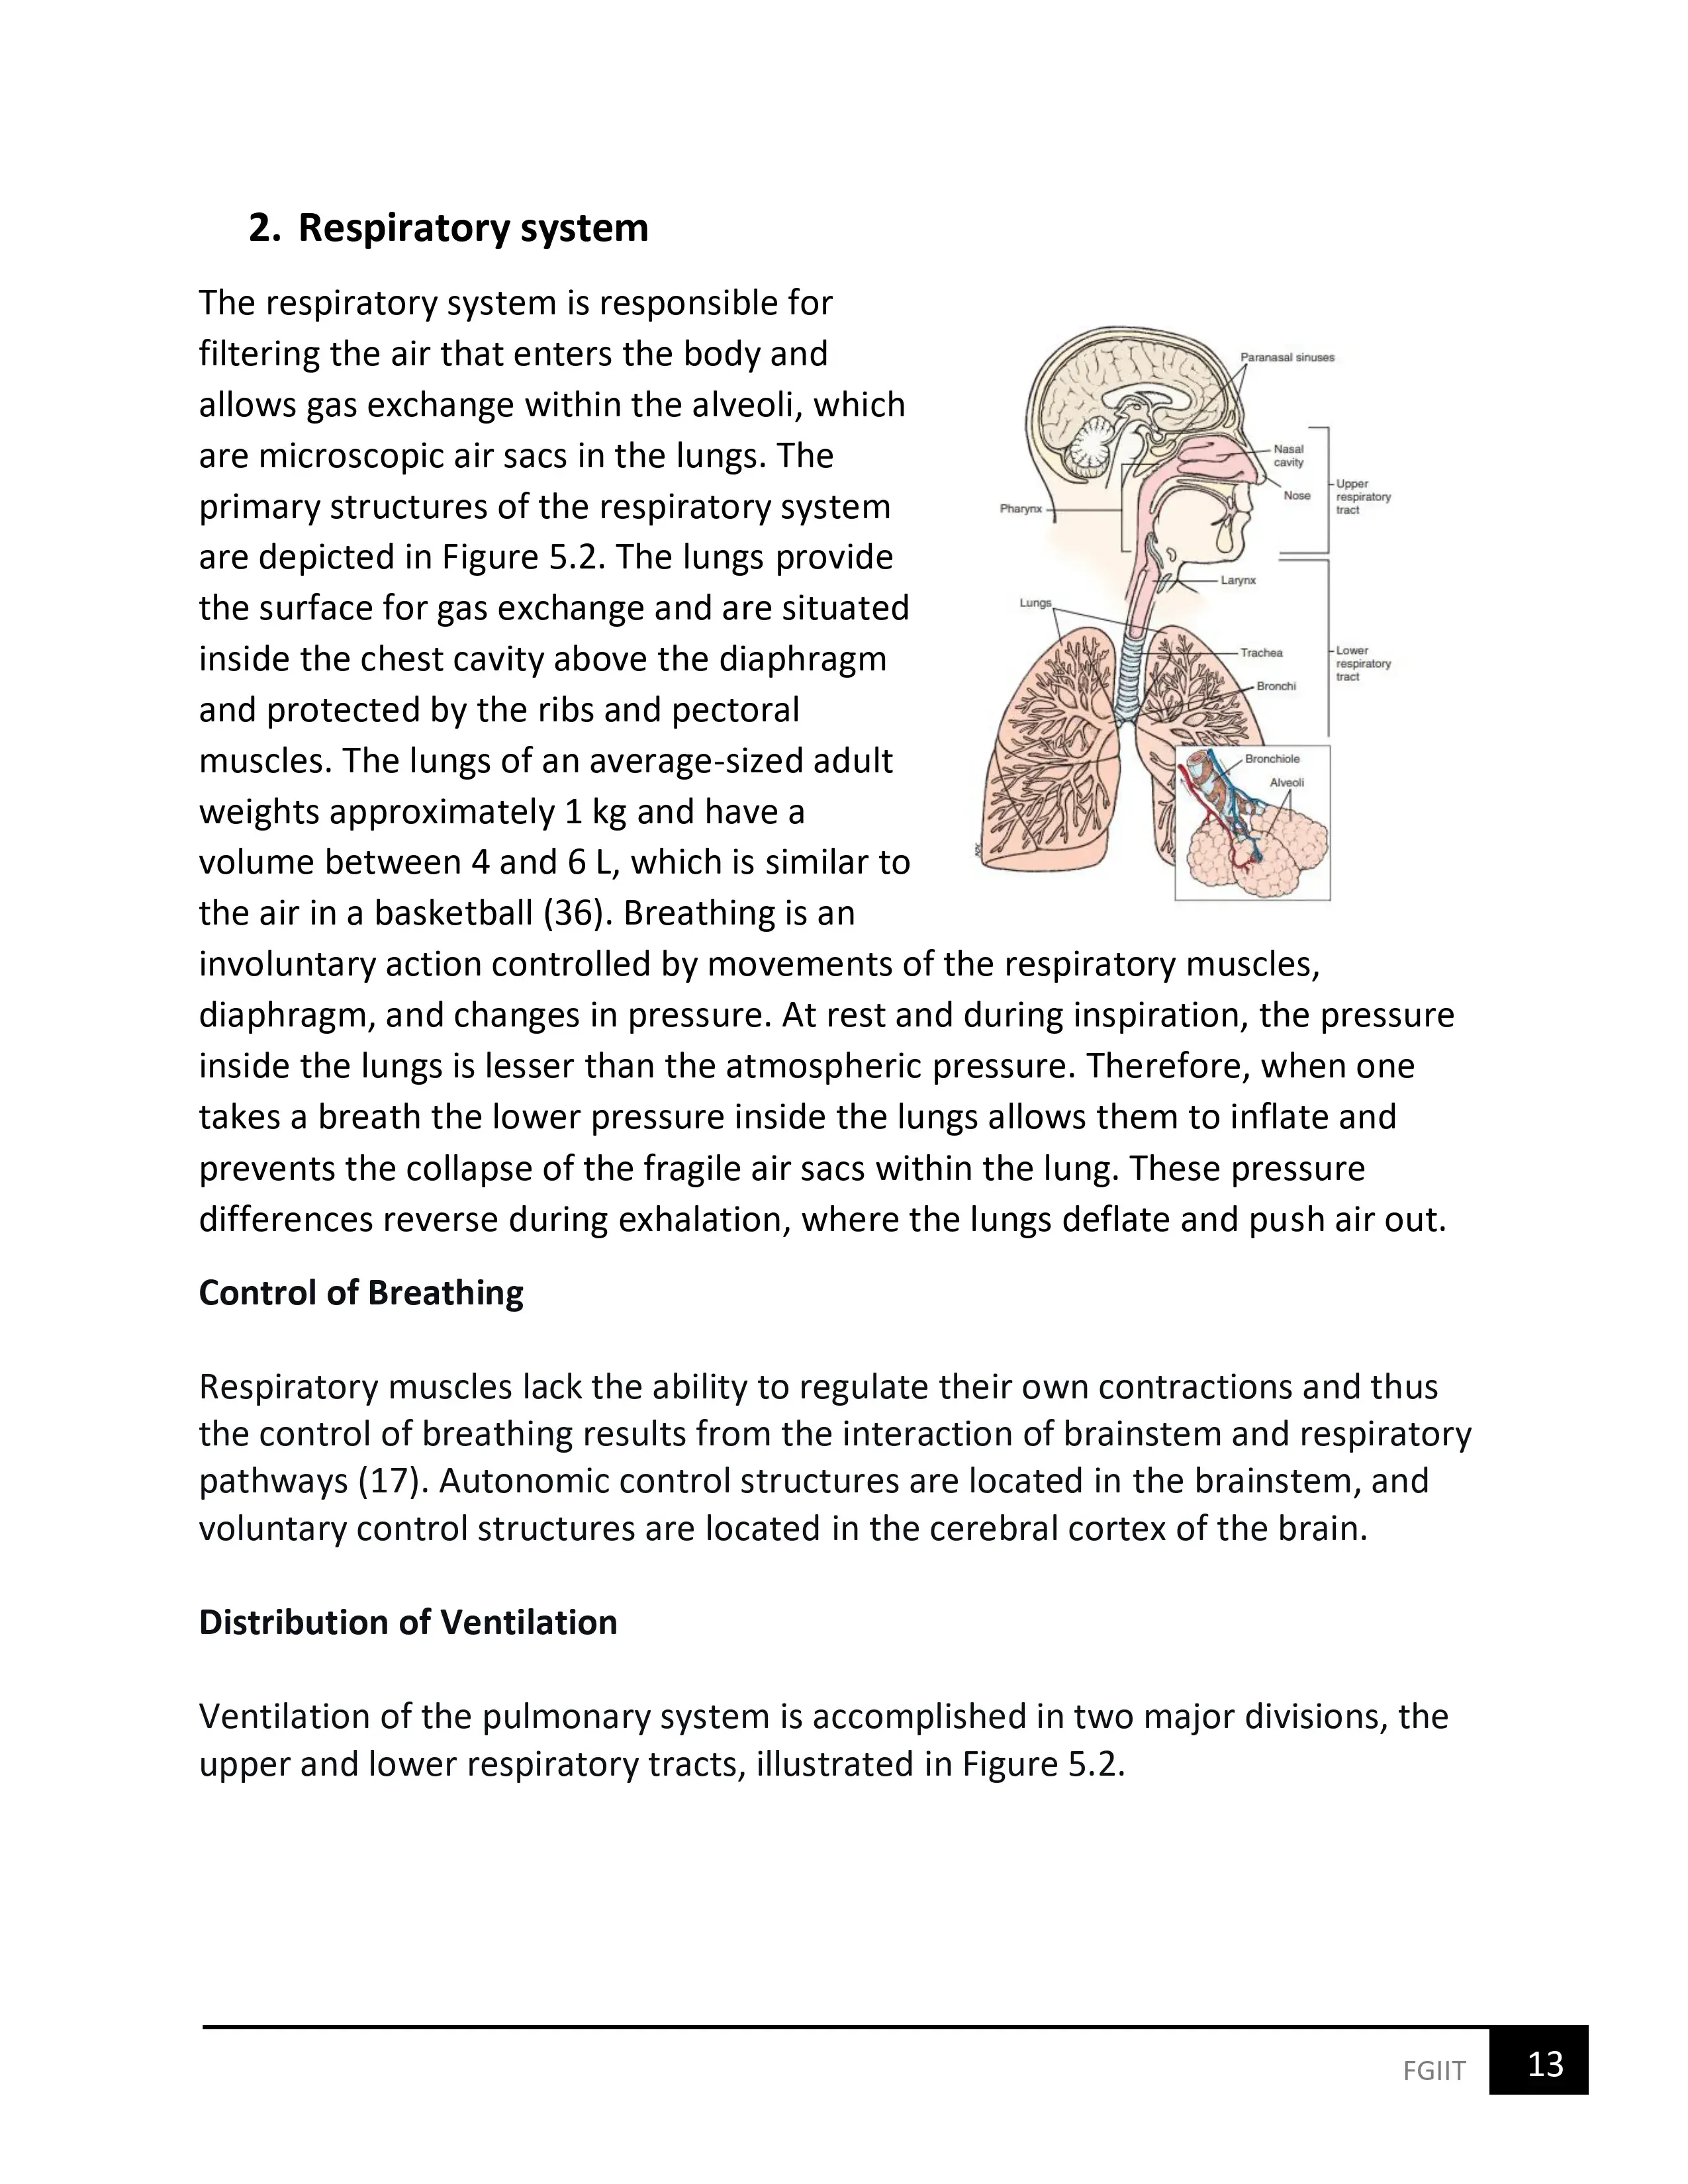 2. Respiratory system
The respiratory system is responsible for
filtering the air that enters the body and
allows gas exchange within the alveoli, which
are microscopic air sacs in the lungs. The
primary structures of the respiratory system
are depicted in Figure 5.2. The lungs provide
the surface for gas exchange and are situated
inside the chest cavity above the diaphragm
and protected by the ribs and pectoral
muscles. The lungs of an average-sized adult
weights approximately 1 kg and have a
volume between 4 and 6 L, which is similar to
the air in a basketball (36). Breathing is an
involuntary action controlled by movements of the respiratory muscles,
diaphragm, and changes in pressure. At rest and during inspiration, the pressure
inside the lungs is lesser than the atmospheric pressure. Therefore, when one
takes a breath the lower pressure inside the lungs allows them to inflate and
prevents the collapse of the fragile air sacs within the lung. These pressure
differences reverse during exhalation, where the lungs deflate and push air out.
Paranasal sinuses
Nasal
cavity
Nose
Upper
respiratory
tract
Pharynx
Larynx
Lungs
Trachea
Lower
respiratory
tract
Bronchi
Bronchiole
Alveoli
Control of Breathing
Respiratory muscles lack the ability to regulate their own contractions and thus
the control of breathing results from the interaction of brainstem and respiratory
pathways (17). Autonomic control structures are located in the brainstem, and
voluntary control structures are located in the cerebral cortex of the brain.
Distribution of Ventilation
Ventilation of the pulmonary system is accomplished in two major divisions, the
upper and lower respiratory tracts, illustrated in Figure 5.2.
FGIIT
13